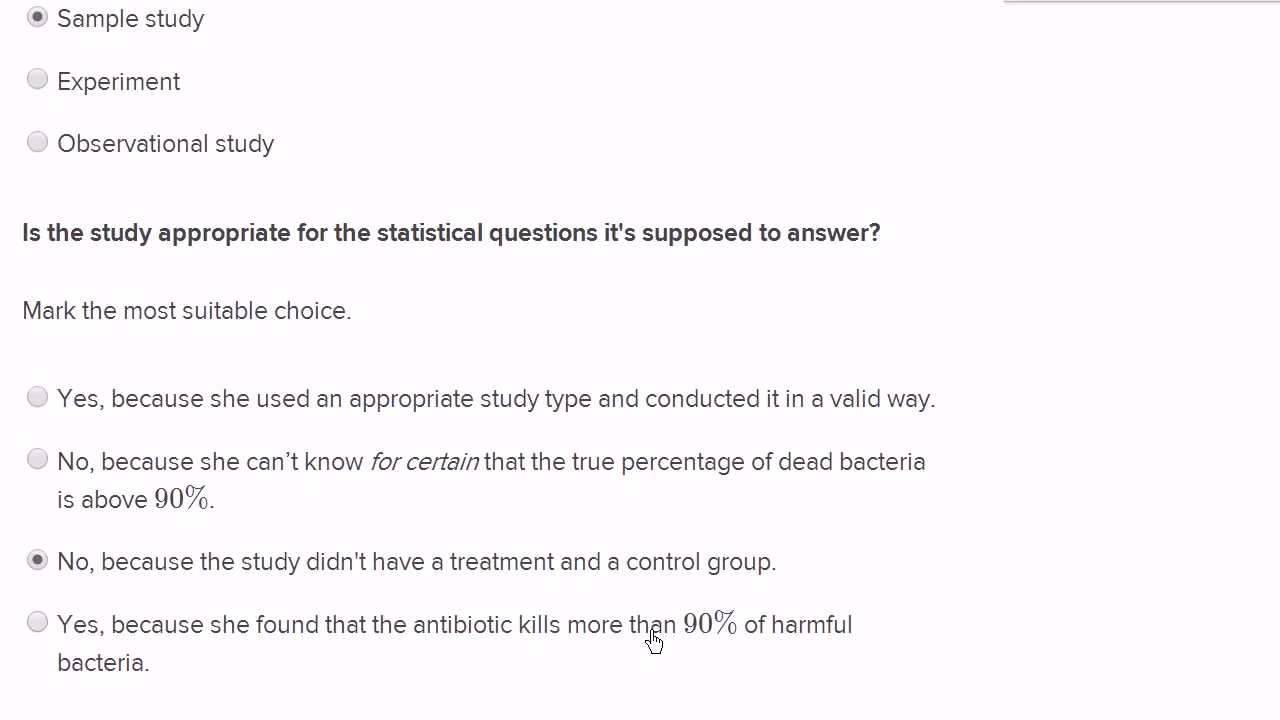 Sample study
Experiment
Observational study
Is the study appropriate for the statistical questions it's supposed to answer?
Mark the most suitable choice.
Yes, because she used an appropriate study type and conducted it in a valid way.
No, because she can’t know for certain that the true percentage of dead bacteria
is above 90%.
No, because the study didn't have a treatment and a control group.
Yes, because she found that the antibiotic kills more than 90% of harmful
bacteria.